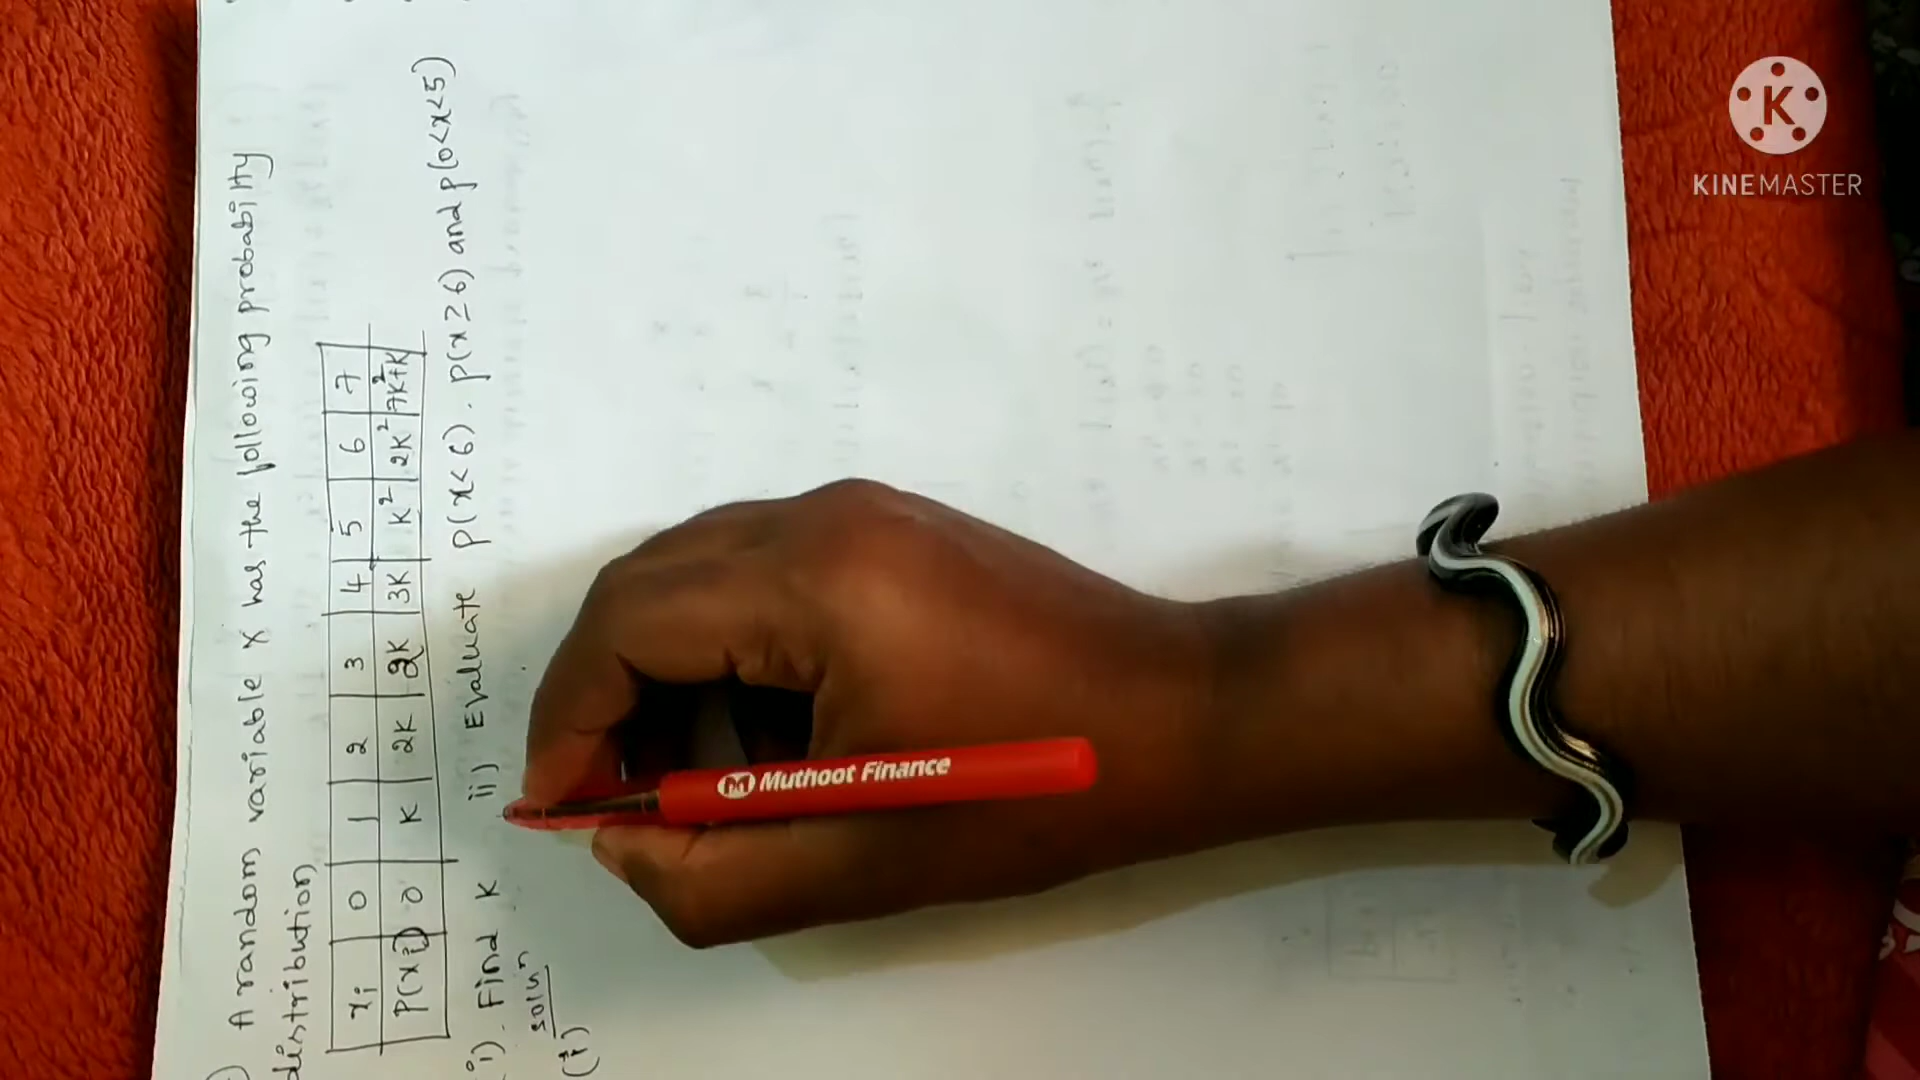 A random variable X has the following probability
distribution
xi | 0 | 1 | 2 | 3 | 4 | 5 | 6 | 7
P(xi) | 0 | K | 2K | 2K | 3K | K² | 2K² | 7K²+K
i). Find K ii) Evaluate P(x<6). P(x≥6) and P(0<x<5)
soln
(i)
Muthoot Finance
K
KINEMASTER